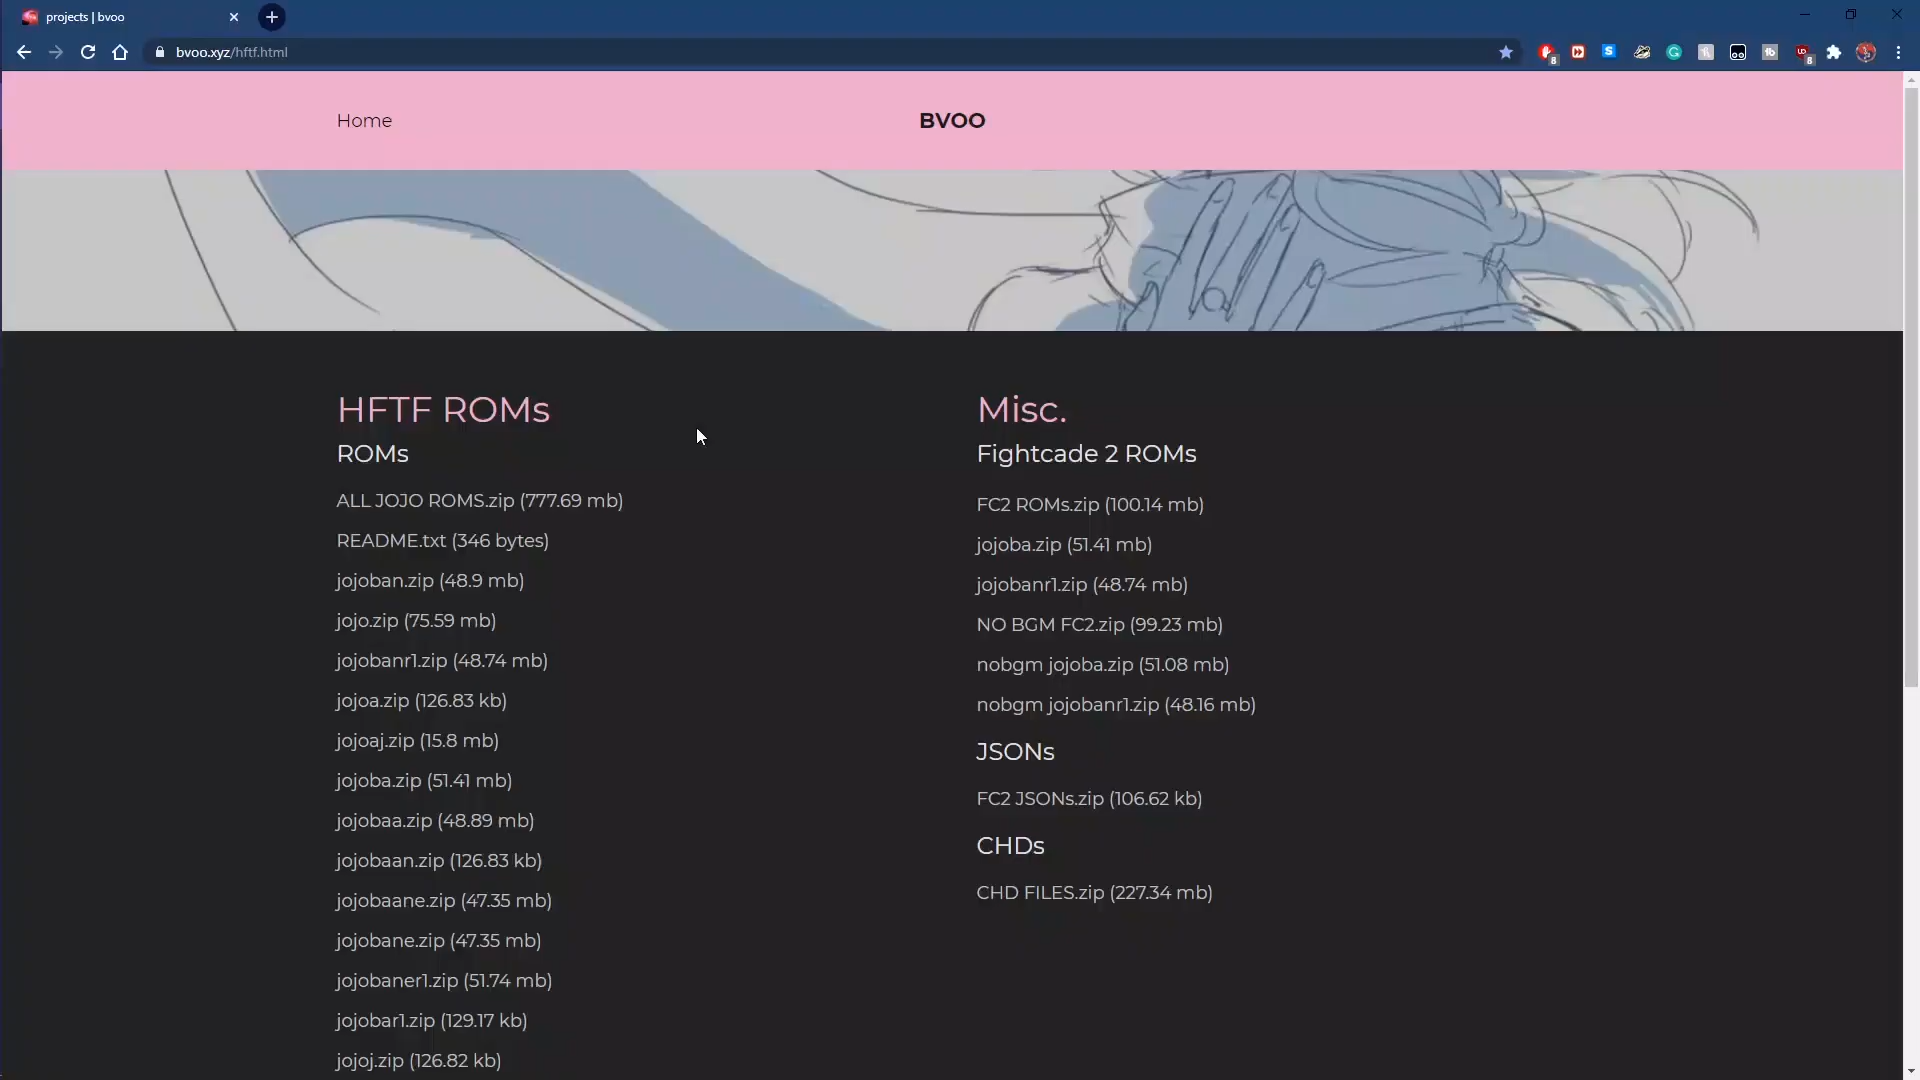 projects | bvoo
bvoo.xyz/hftf.html
Home
BVOO
HFTF ROMs
ROMs
ALL JOJO ROMS.zip (777.69 mb)
README.txt (346 bytes)
jojoban.zip (48.9 mb)
jojo.zip (75.59 mb)
jojobanr1.zip (48.74 mb)
jojoa.zip (126.83 kb)
jojoaj.zip (15.8 mb)
jojoba.zip (51.41 mb)
jojobaa.zip (48.89 mb)
jojobaan.zip (126.83 kb)
jojobaane.zip (47.35 mb)
jojobane.zip (47.35 mb)
jojobaner1.zip (51.74 mb)
jojobar1.zip (129.17 kb)
jojoj.zip (126.82 kb)
Misc.
Fightcade 2 ROMs
FC2 ROMs.zip (100.14 mb)
jojoba.zip (51.41 mb)
jojobanr1.zip (48.74 mb)
NO BGM FC2.zip (99.23 mb)
nobgm jojoba.zip (51.08 mb)
nobgm jojobanr1.zip (48.16 mb)
JSONs
FC2 JSONs.zip (106.62 kb)
CHDs
CHD FILES.zip (227.34 mb)